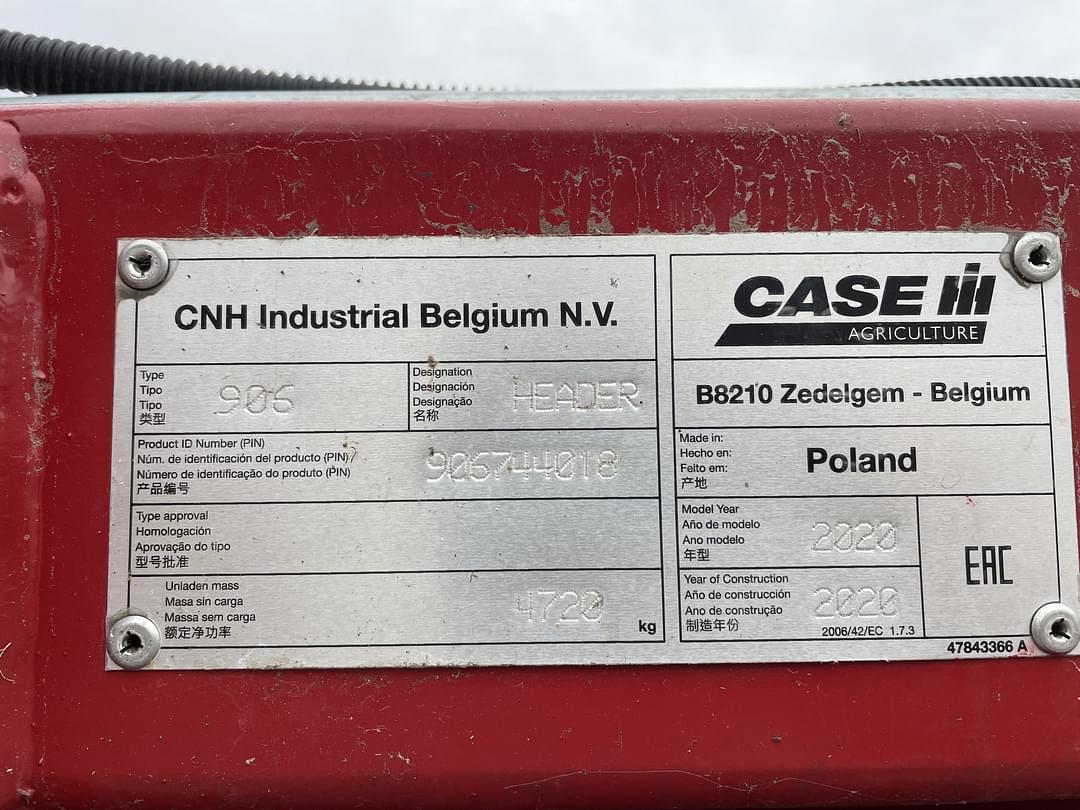 CNH Industrial Belgium N.V.
Type
Tipo
Tipo
类型
906
Designation
Designación
Designação
名称
HEADER
Product ID Number (PIN)
Núm. de identificación del producto (PIN)
Número de identificação do produto (PIN)
产品编号
906744018
Type approval
Homologación
Aprovação do tipo
型号批准
Unladen mass
Masa sin carga
Massa sem carga
额定净功率
4720
kg
CASE IH
AGRICULTURE
B8210 Zedelgem - Belgium
Made in:
Hecho en:
Feito em:
产地
Poland
Model Year
Año de modelo
Ano modelo
年型
2020
Year of Construction
Año de construcción
Ano de construção
制造年份
2020
2006/42/EC 1.7.3
EAC
47843366 A